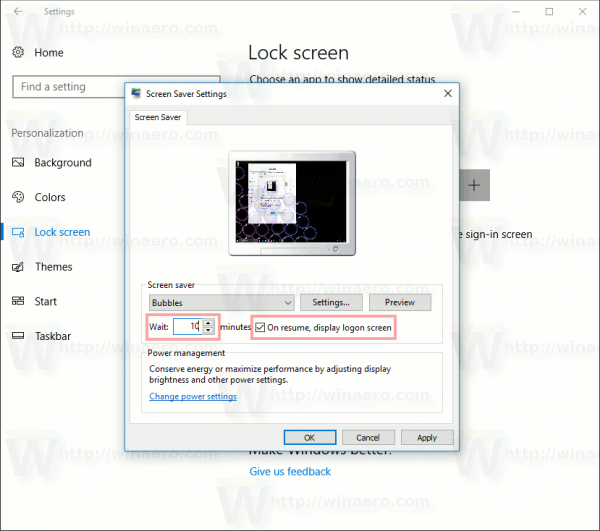 Settings
Home
Lock screen
Find a setting
Choose an app to show detailed status
Screen Saver Settings
Screen Saver
Personalization
Background
Colors
Lock screen
e sign-in screen
Themes
Start
Taskbar
Screen saver
Bubbles
Settings...
Preview
Wait: 10 minutes
On resume, display logon screen
Power management
Conserve energy or maximize performance by adjusting display
brightness and other power settings.
Change power settings
OK
Cancel
Apply
Make Windows better.
Give us feedback
http://winaero.com